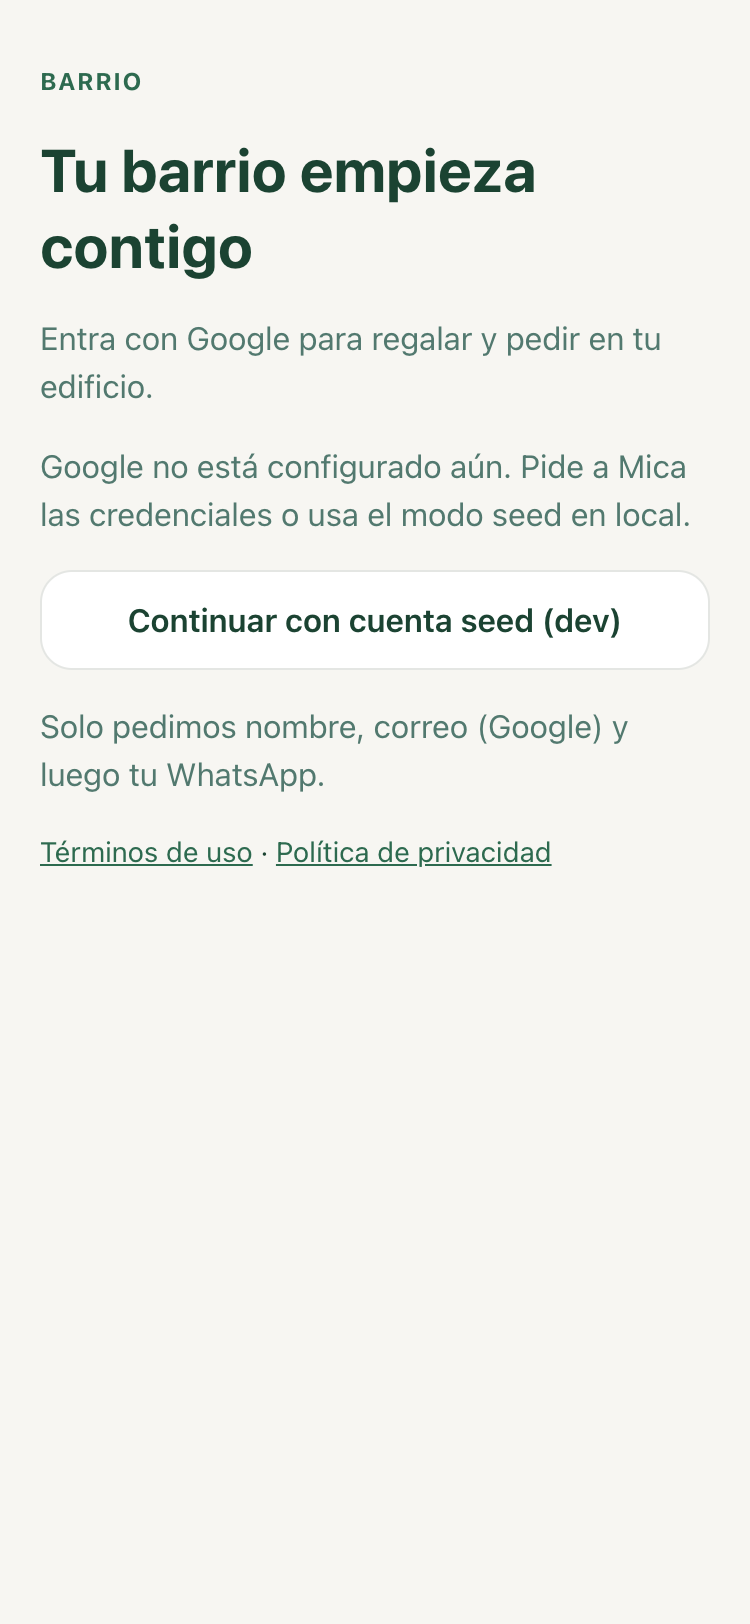 BARRIO
Tu barrio empieza
contigo
Entra con Google para regalar y pedir en tu
edificio.
Google no está configurado aún. Pide a Mica
las credenciales o usa el modo seed en local.
Continuar con cuenta seed (dev)
Solo pedimos nombre, correo (Google) y
luego tu WhatsApp.
Términos de uso · Política de privacidad